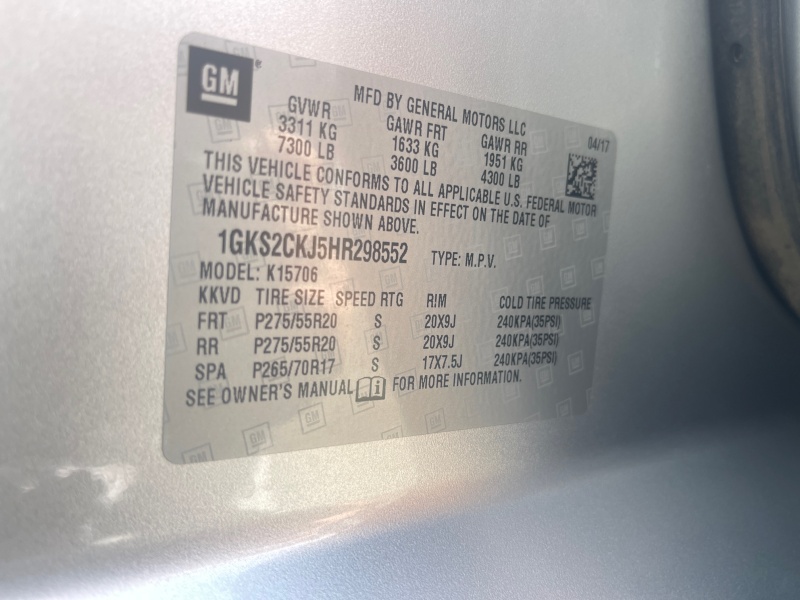 GM
MFD BY GENERAL MOTORS LLC
04/17
GVWR GAWR FRT GAWR RR
3311 KG 1633 KG 1951 KG
7300 LB 3600 LB 4300 LB
THIS VEHICLE CONFORMS TO ALL APPLICABLE U.S. FEDERAL MOTOR
VEHICLE SAFETY STANDARDS IN EFFECT ON THE DATE OF
MANUFACTURE SHOWN ABOVE.
1GKS2CKJ5HR298552 TYPE: M.P.V.
MODEL: K15706
KKVD TIRE SIZE SPEED RTG RIM COLD TIRE PRESSURE
FRT P275/55R20 S 20X9J 240KPA(35PSI)
RR P275/55R20 S 20X9J 240KPA(35PSI)
SPA P265/70R17 S 17X7.5J 240KPA(35PSI)
SEE OWNER'S MANUAL i FOR MORE INFORMATION.